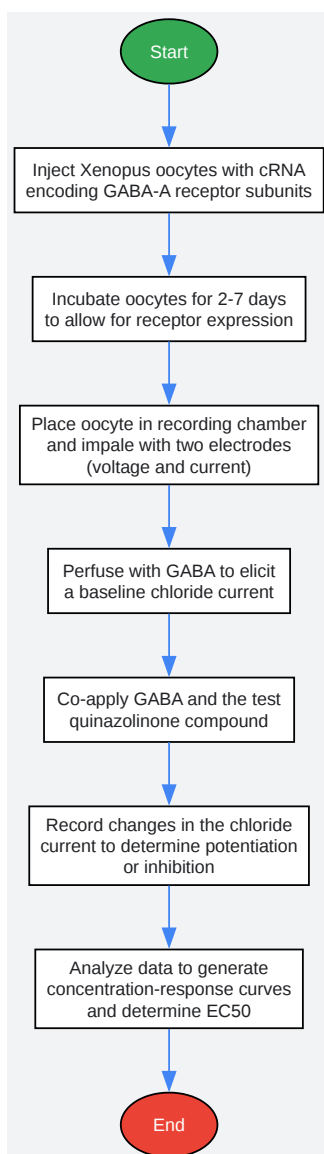 Start
Inject Xenopus oocytes with cRNA
encoding GABA-A receptor subunits
Incubate oocytes for 2-7 days
to allow for receptor expression
Place oocyte in recording chamber
and impale with two electrodes
(voltage and current)
Perfuse with GABA to elicit
a baseline chloride current
Co-apply GABA and the test
quinazolinone compound
Record changes in the chloride
current to determine potentiation
or inhibition
Analyze data to generate
concentration-response curves
and determine EC50
End